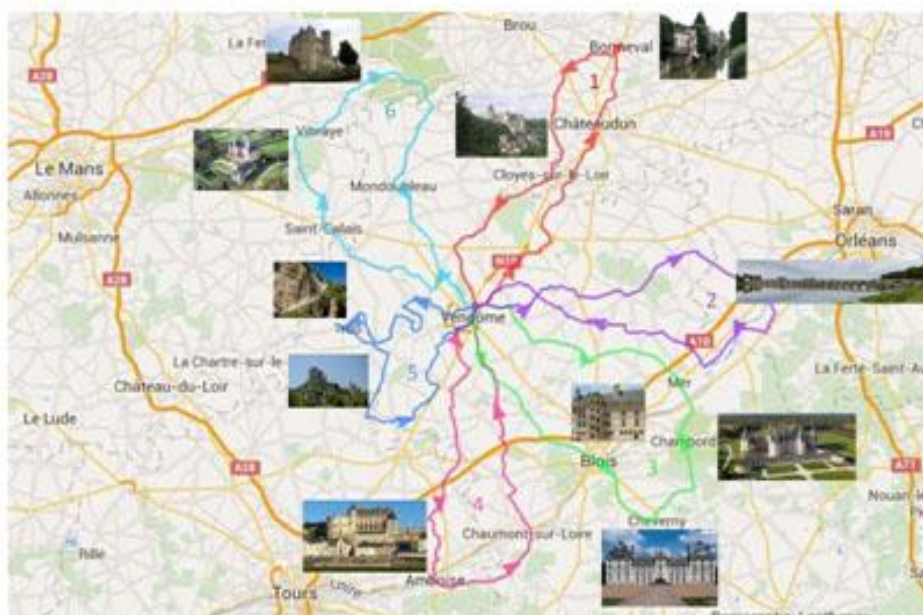 Brou
La Fer
Bonneval
A28
1
6
Châteaudun
A19
Vibraye
Le Mans
Cloyes-sur-le-Loir
Allonnes
Mondoubleau
Saran
Mulsanne
Saint-Calais
Orléans
N10
A28
2
Vendôme
A10
La Chartre-sur-le
5
La Ferté-Saint-Au
Château-du-Loir
Mer
Le Lude
Chambord
Blois
3
A28
A71
4
Nouan-le
Chaumont-sur-Loire
Cheverny
Rillé
Amboise
Tours
Loire